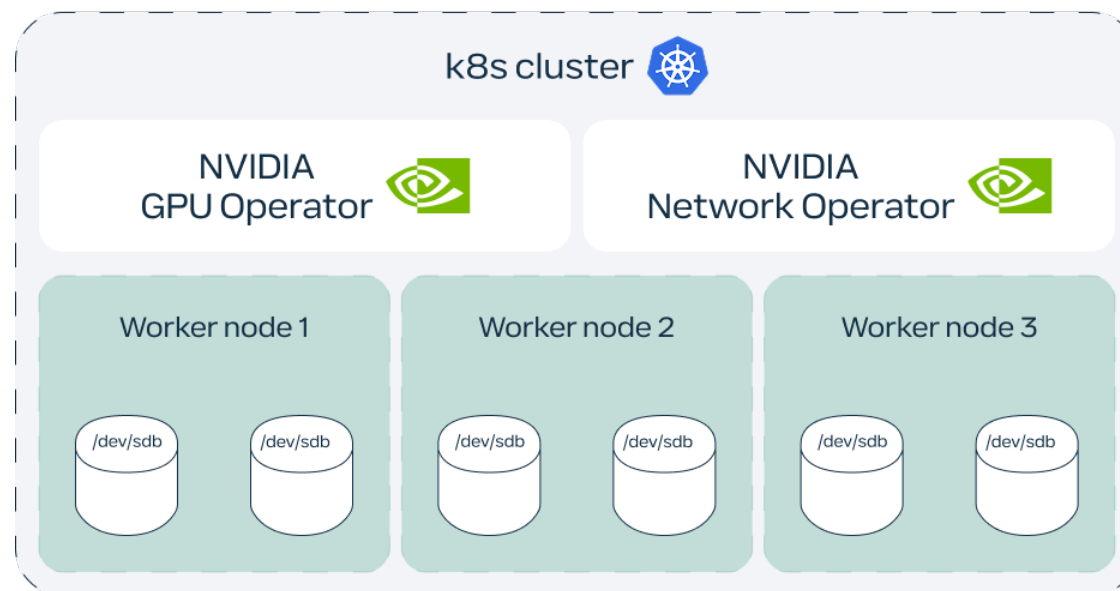 k8s cluster
NVIDIA
GPU Operator
NVIDIA
Network Operator
Worker node 1
Worker node 2
Worker node 3
/dev/sdb
/dev/sdb
/dev/sdb
/dev/sdb
/dev/sdb
/dev/sdb